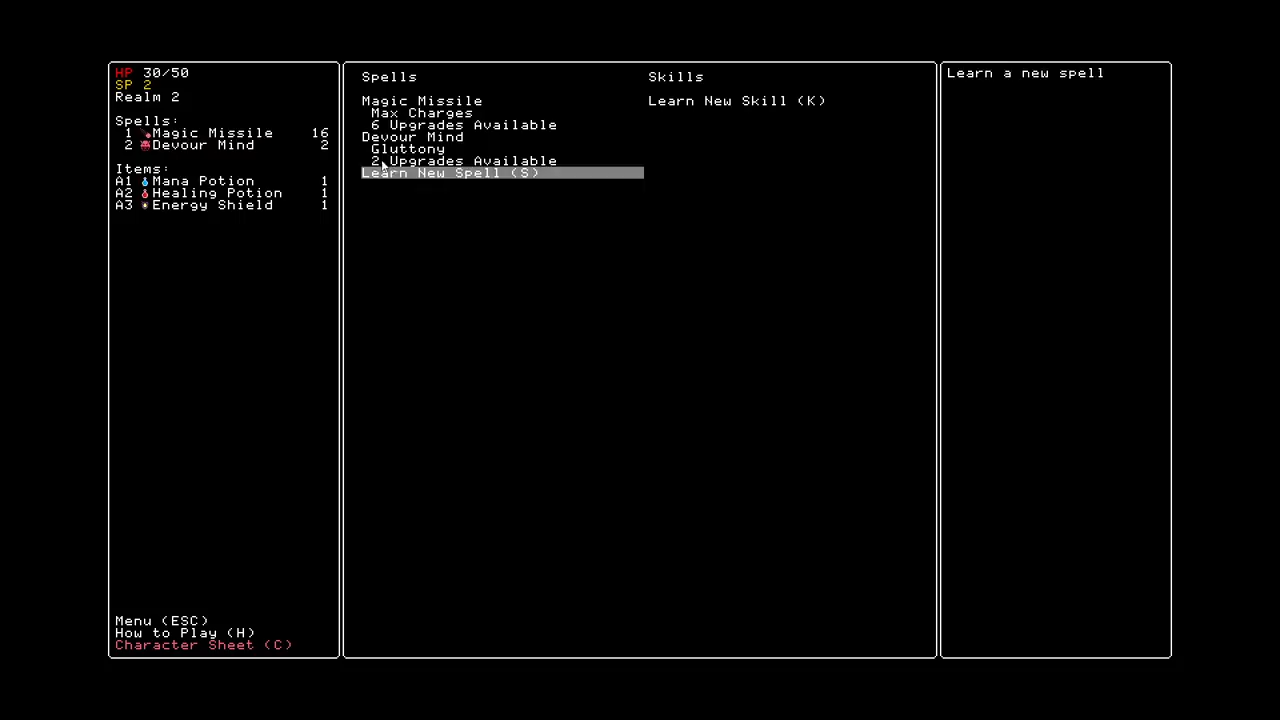 HP 30/50
SP 2
Realm 2
Spells:
1 Magic Missile 16
2 Devour Mind 2
Items:
A1 Mana Potion 1
A2 Healing Potion 1
A3 Energy Shield 1
Menu (ESC)
How to Play (H)
Character Sheet (C)
Spells
Magic Missile
Max Charges
6 Upgrades Available
Devour Mind
Gluttony
2 Upgrades Available
Learn New Spell (S)
Skills
Learn New Skill (K)
Learn a new spell